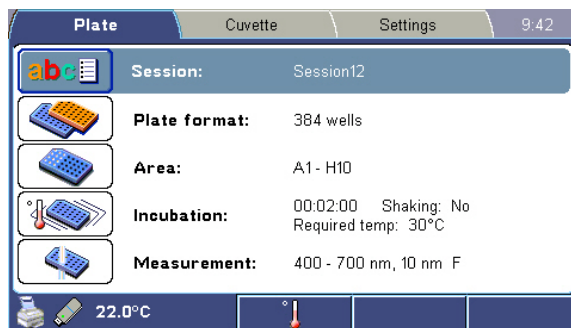 Plate Cuvette Settings 9:42
abc Session: Session12
Plate format: 384 wells
Area: A1 - H10
Incubation: 00:02:00 Shaking: No
Required temp: 30°C
Measurement: 400 - 700 nm, 10 nm F
22.0°C °